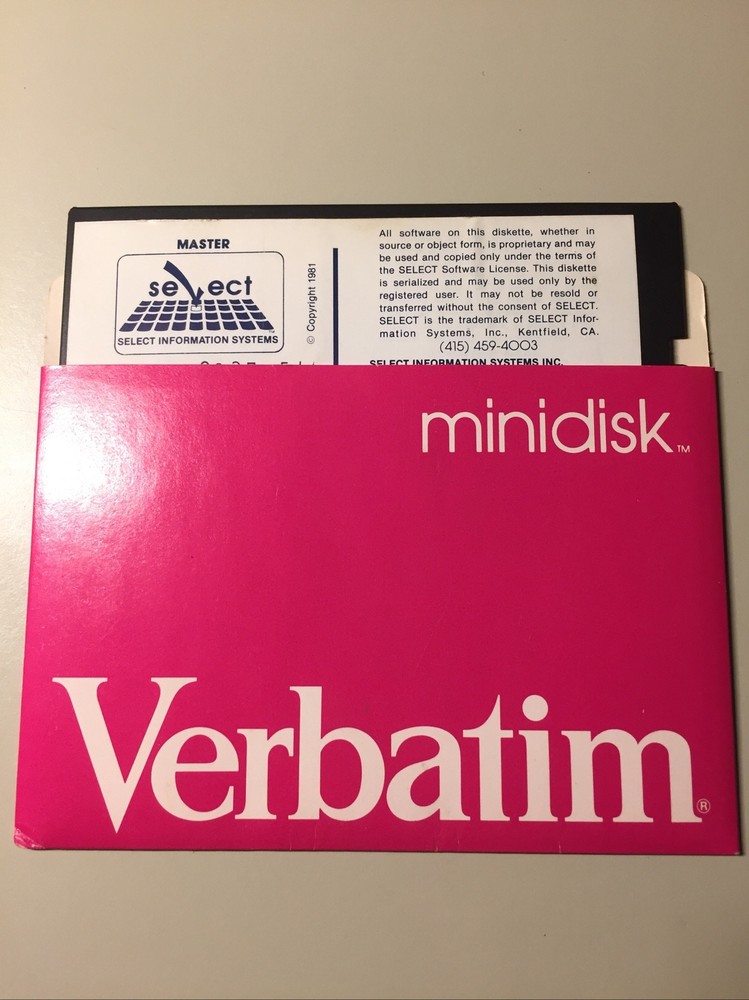 MASTER
select
™
SELECT INFORMATION SYSTEMS
© Copyright 1981
All software on this diskette, whether in
source or object form, is proprietary and may
be used and copied only under the terms of
the SELECT Software License. This diskette
is serialized and may be used only by the
registered user. It may not be resold or
transferred without the consent of SELECT.
SELECT is the trademark of SELECT Infor-
mation Systems, Inc., Kentfield, CA.
(415) 459-4003
SELECT INFORMATION SYSTEMS INC.
minidisk™
Verbatim®